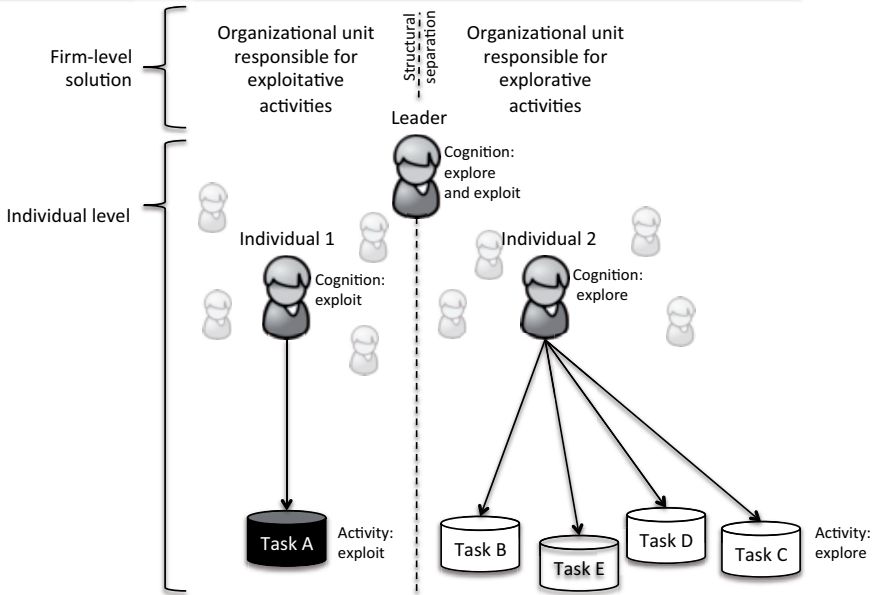 Firm-level
solution
Organizational unit
responsible for
exploitative
activities
Structural
separation
Organizational unit
responsible for
explorative
activities
Leader
Cognition:
explore
and exploit
Individual level
Individual 1
Cognition:
exploit
Individual 2
Cognition:
explore
Task A
Activity:
exploit
Task B
Task E
Task D
Task C
Activity:
explore